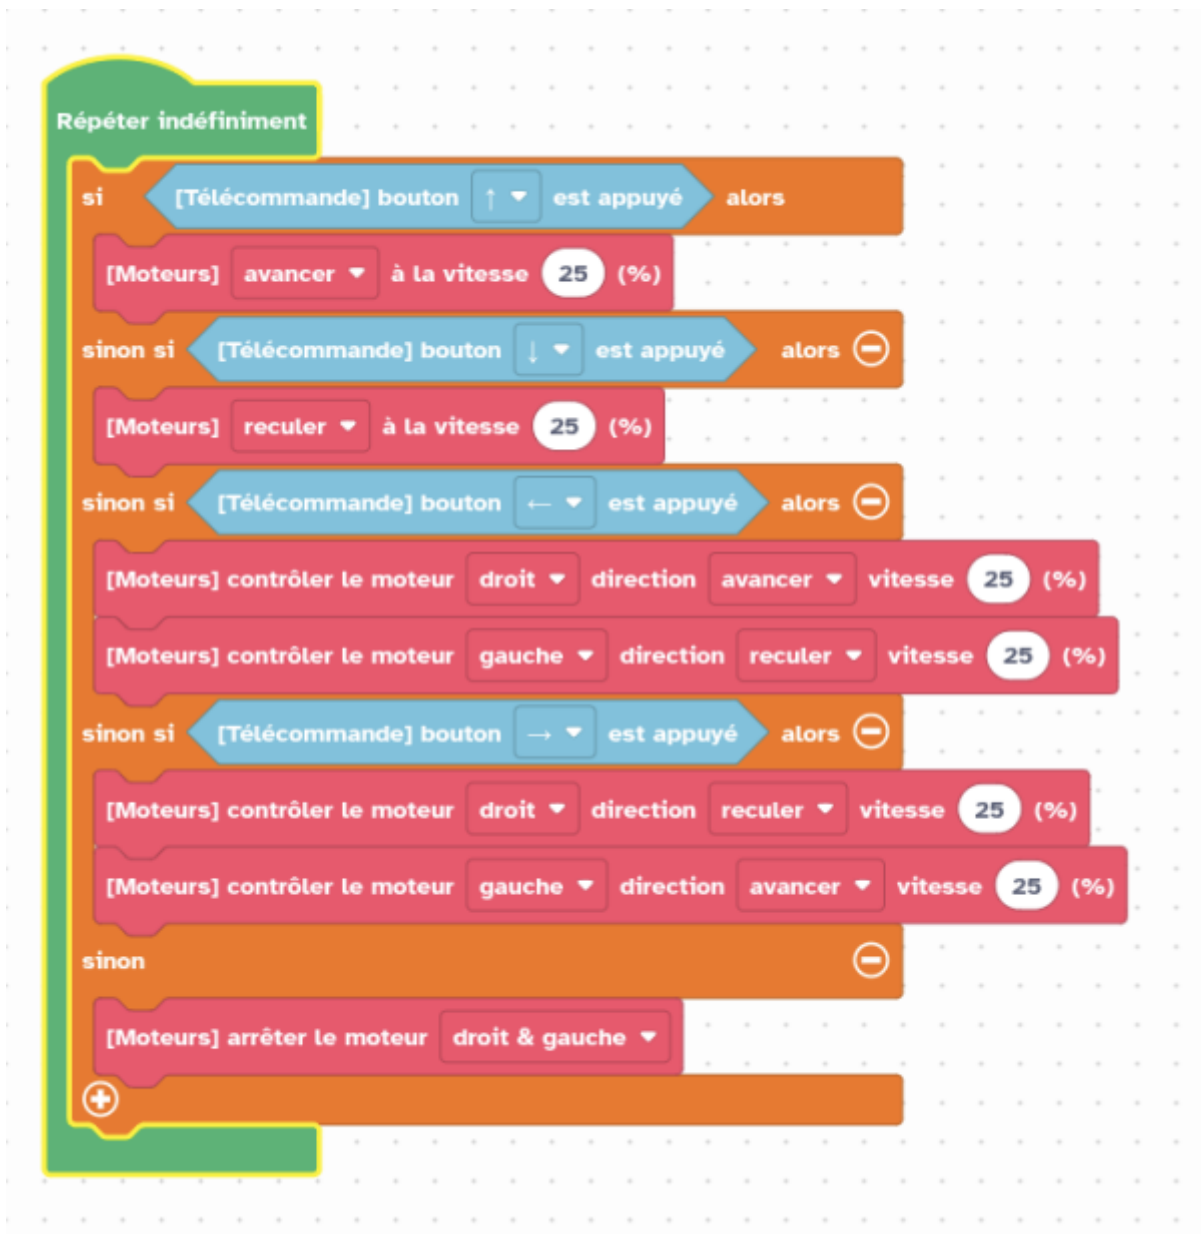 Répéter indéfiniment
si [Télécommande] bouton ↑ est appuyé alors
[Moteurs] avancer à la vitesse 25 (%)
sinon si [Télécommande] bouton ↓ est appuyé alors
[Moteurs] reculer à la vitesse 25 (%)
sinon si [Télécommande] bouton ← est appuyé alors
[Moteurs] contrôler le moteur droit direction avancer vitesse 25 (%)
[Moteurs] contrôler le moteur gauche direction reculer vitesse 25 (%)
sinon si [Télécommande] bouton → est appuyé alors
[Moteurs] contrôler le moteur droit direction reculer vitesse 25 (%)
[Moteurs] contrôler le moteur gauche direction avancer vitesse 25 (%)
sinon
[Moteurs] arrêter le moteur droit & gauche